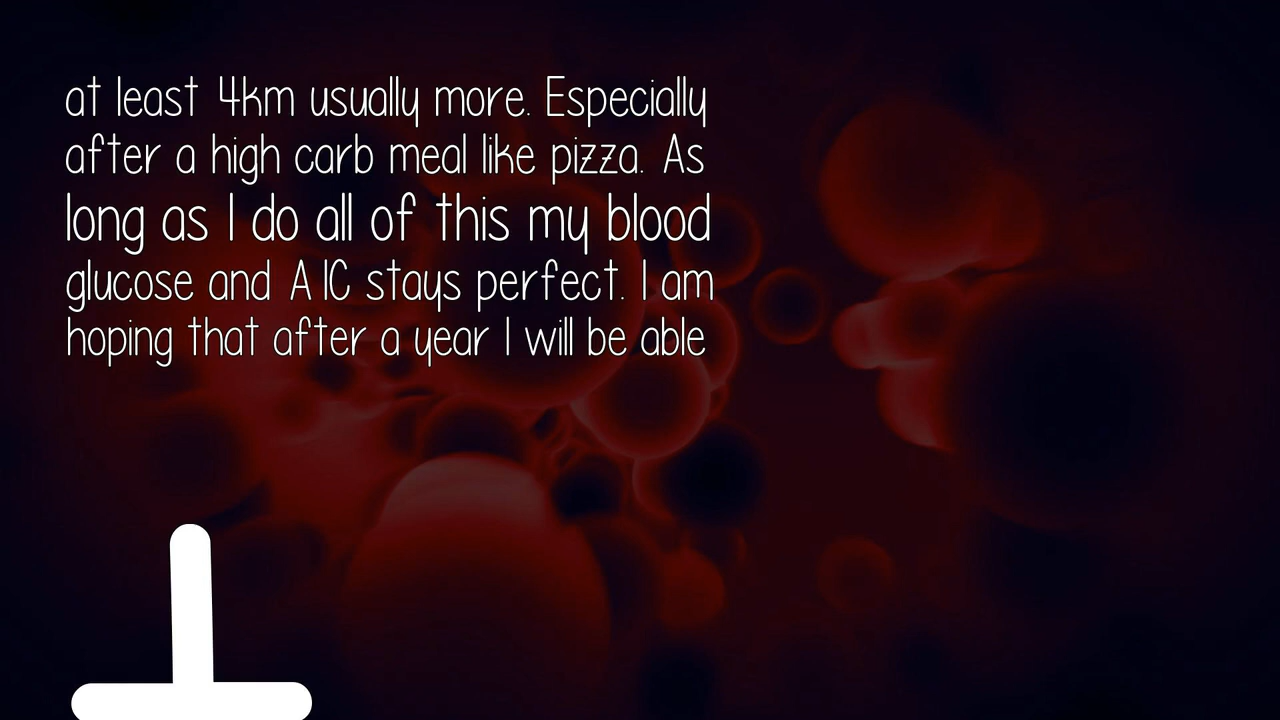 at least 4km usually more. Especially
after a high carb meal like pizza. As
long as I do all of this my blood
glucose and A1C stays perfect. I am
hoping that after a year I will be able